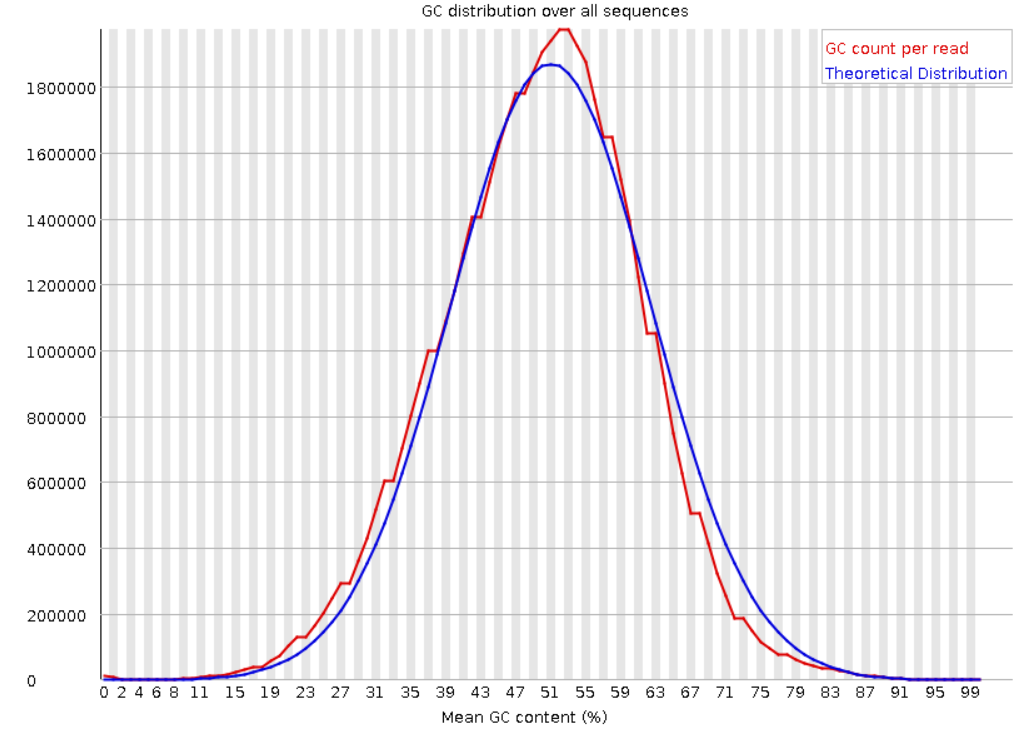 GC distribution over all sequences
GC count per read
Theoretical Distribution
1800000
1600000
1400000
1200000
1000000
800000
600000
400000
200000
0
0 2 4 6 8 11 15 19 23 27 31 35 39 43 47 51 55 59 63 67 71 75 79 83 87 91 95 99
Mean GC content (%)